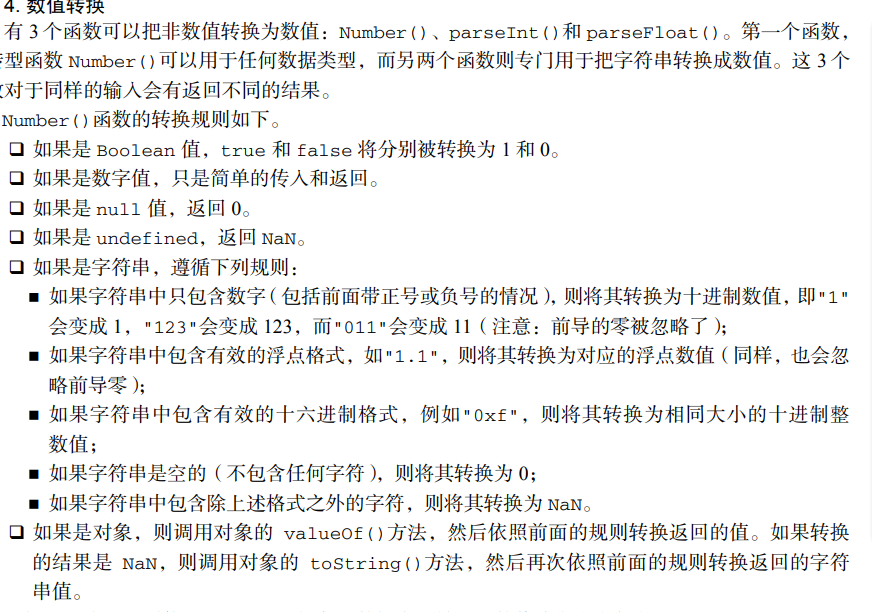 4. 数值转换
有 3 个函数可以把非数值转换为数值：Number()、parseInt()和 parseFloat()。第一个函数，
型函数 Number()可以用于任何数据类型，而另两个函数则专门用于把字符串转换成数值。这 3 个
对于同样的输入会有返回不同的结果。
Number()函数的转换规则如下。
❑ 如果是 Boolean 值，true 和 false 将分别被转换为 1 和 0。
❑ 如果是数字值，只是简单的传入和返回。
❑ 如果是 null 值，返回 0。
❑ 如果是 undefined，返回 NaN。
❑ 如果是字符串，遵循下列规则：
■ 如果字符串中只包含数字（包括前面带正号或负号的情况），则将其转换为十进制数值，即"1"
会变成 1，"123"会变成 123，而"011"会变成 11（注意：前导的零被忽略了）；
■ 如果字符串中包含有效的浮点格式，如"1.1"，则将其转换为对应的浮点数值（同样，也会忽
略前导零）；
■ 如果字符串中包含有效的十六进制格式，例如"0xf"，则将其转换为相同大小的十进制整
数值；
■ 如果字符串是空的（不包含任何字符），则将其转换为 0；
■ 如果字符串中包含除上述格式之外的字符，则将其转换为 NaN。
❑ 如果是对象，则调用对象的 valueOf()方法，然后依照前面的规则转换返回的值。如果转换
的结果是 NaN，则调用对象的 toString()方法，然后再次依照前面的规则转换返回的字符
串值。